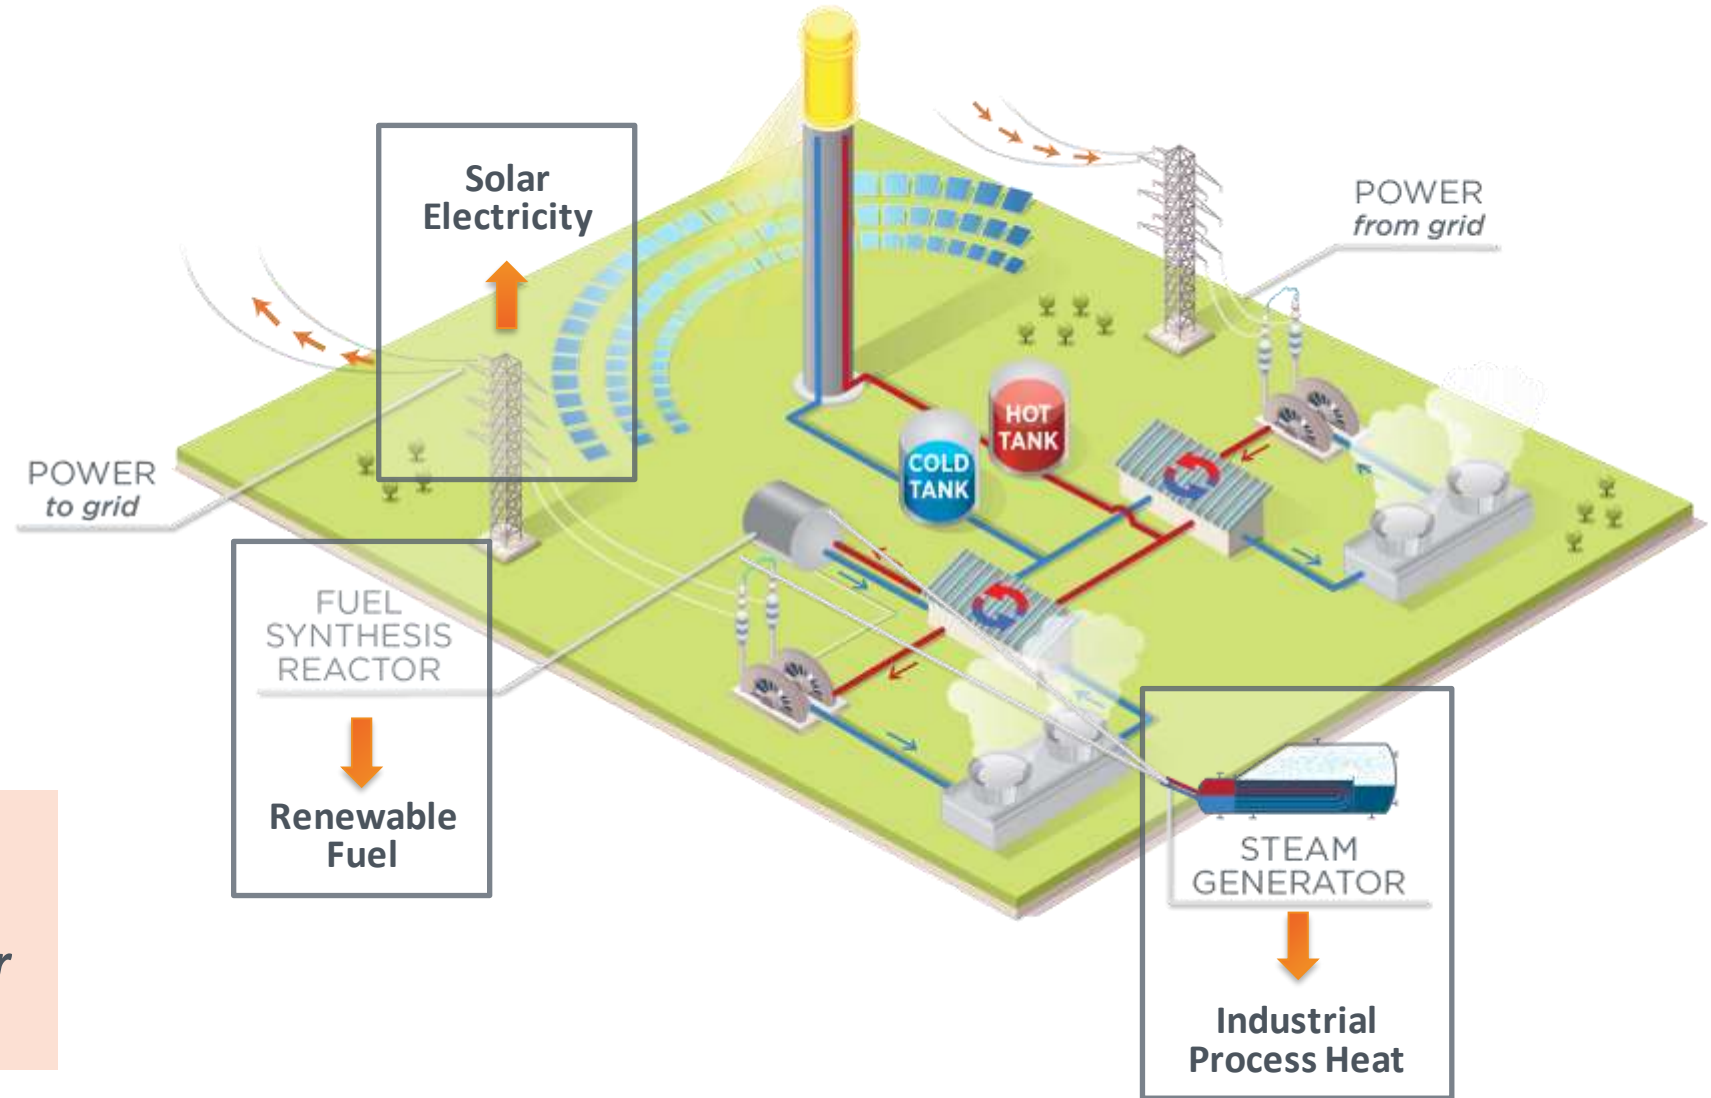 Solar
Electricity
POWER
from grid
HOT
TANK
COLD
TANK
POWER
to grid
FUEL
SYNTHESIS
REACTOR
Renewable
Fuel
STEAM
GENERATOR
Industrial
Process Heat